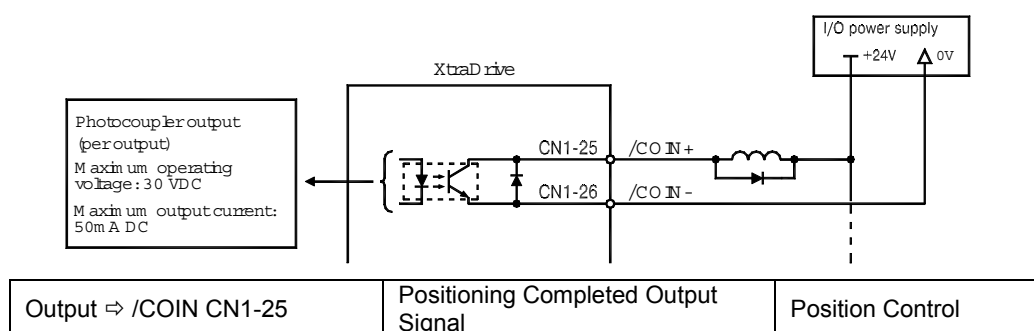 I/O power supply
+24V 0V
XtraDrive
Photocoupler output
(per output)
Maximum operating
voltage: 30 VDC
Maximum output current:
50mA DC
CN1-25 /COIN+
CN1-26 /COIN-
Output ⇨ /COIN CN1-25
Positioning Completed Output
Signal
Position Control